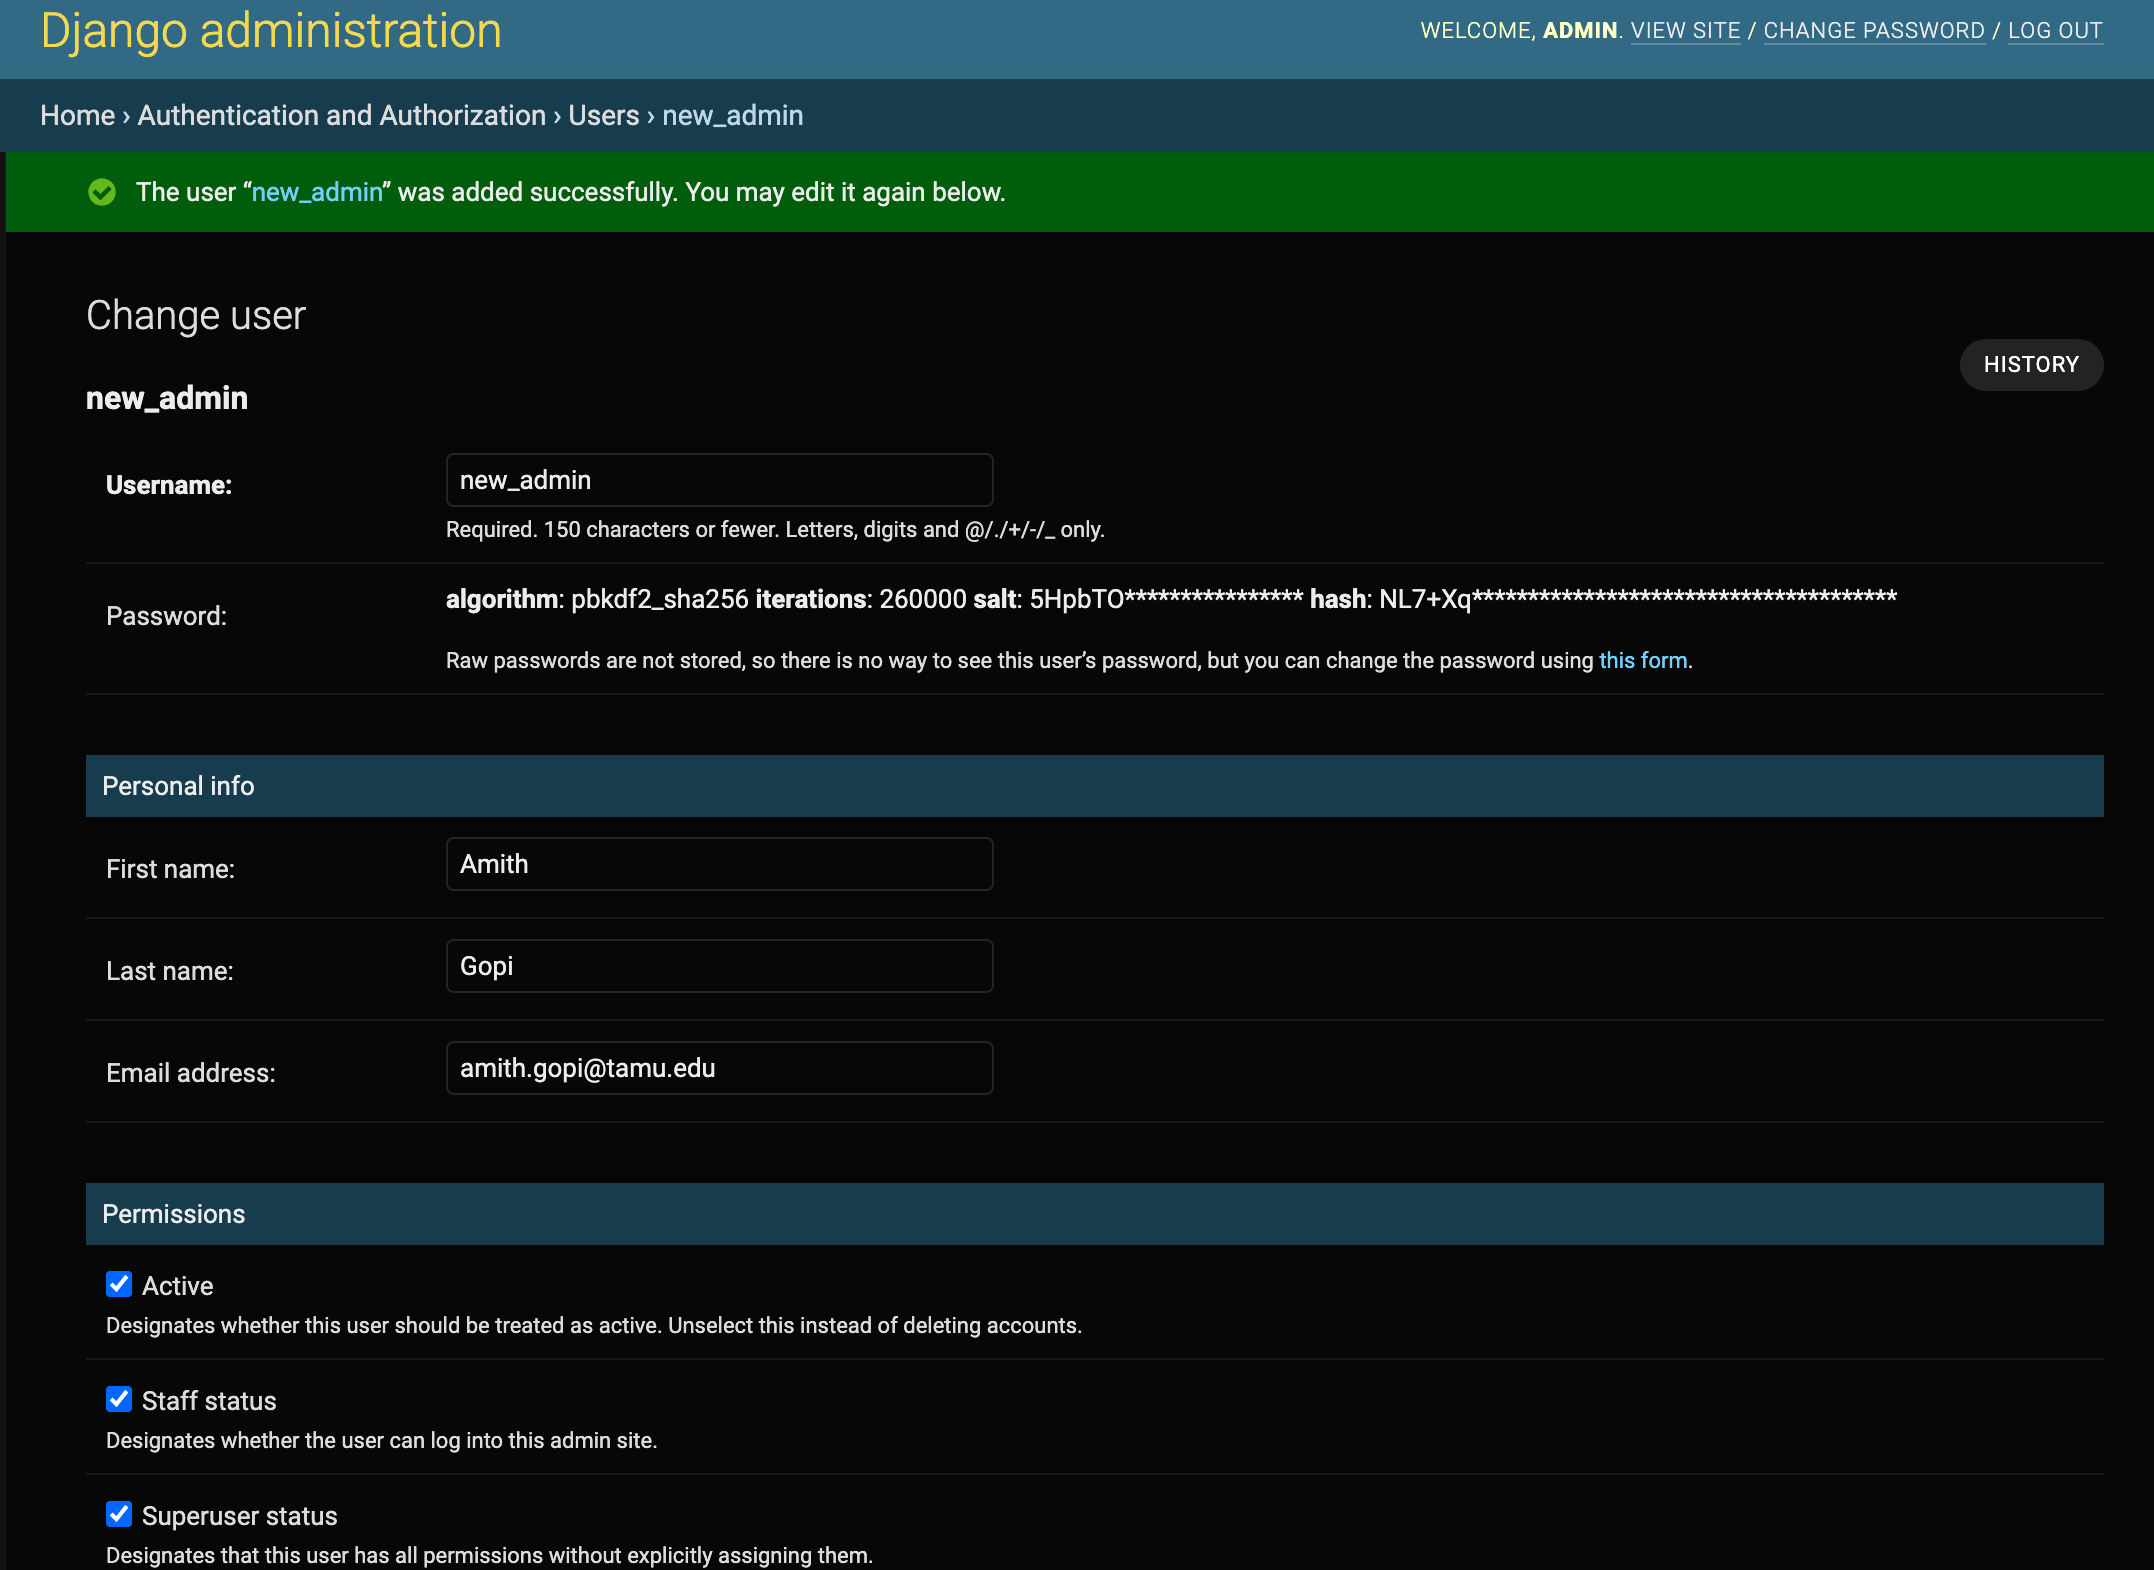 Django administration
WELCOME, ADMIN. VIEW SITE / CHANGE PASSWORD / LOG OUT
Home › Authentication and Authorization › Users › new_admin
The user “new_admin” was added successfully. You may edit it again below.
Change user
HISTORY
new_admin
Username: new_admin
Required. 150 characters or fewer. Letters, digits and @/./+/-/_ only.
Password: algorithm: pbkdf2_sha256 iterations: 260000 salt: 5HpbTO**************** hash: NL7+Xq**************************************
Raw passwords are not stored, so there is no way to see this user’s password, but you can change the password using this form.
Personal info
First name: Amith
Last name: Gopi
Email address: amith.gopi@tamu.edu
Permissions
Active
Designates whether this user should be treated as active. Unselect this instead of deleting accounts.
Staff status
Designates whether the user can log into this admin site.
Superuser status
Designates that this user has all permissions without explicitly assigning them.